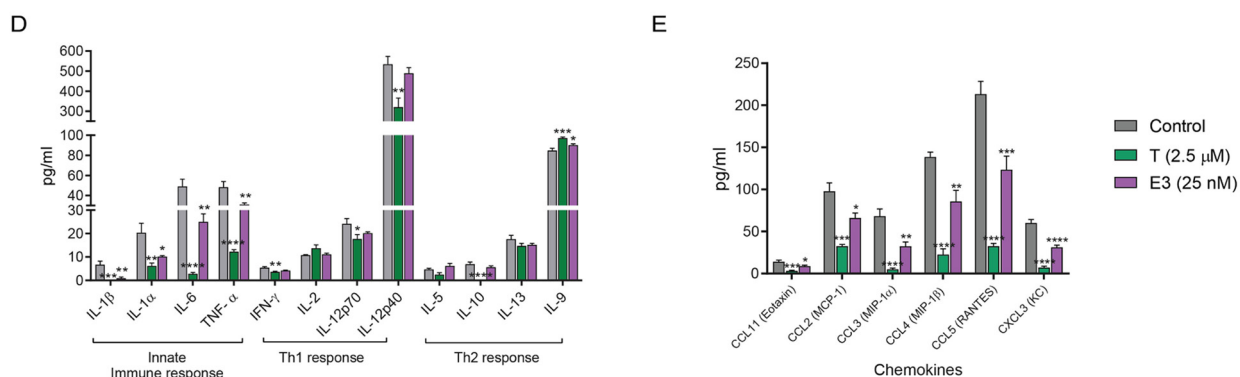 D
pg/ml
600
500
400
300
100
80
60
40
30
20
10
0
*** **
** *
**** **
**** **
**
*
**
****
*** *
IL-1β
IL-1α
IL-6
TNF- α
IFN-γ
IL-2
IL-12p70
IL-12p40
IL-5
IL-10
IL-13
IL-9
Innate
Immune response
Th1 response
Th2 response
E
pg/ml
250
200
150
100
50
0
*** *
*** *
**** **
**** **
**** ***
**** ****
CCL11 (Eotaxin)
CCL2 (MCP-1)
CCL3 (MIP-1α)
CCL4 (MIP-1β)
CCL5 (RANTES)
CXCL3 (KC)
Chemokines
Control
T (2.5 μM)
E3 (25 nM)